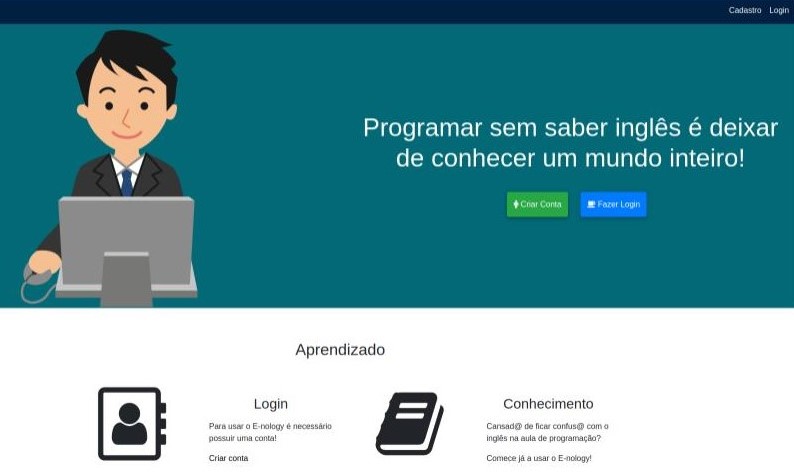 Cadastro Login
Programar sem saber inglês é deixar
de conhecer um mundo inteiro!
Criar Conta
Fazer Login
Aprendizado
Login
Para usar o E-nology é necessário
possuir uma conta!
Criar conta
Conhecimento
Cansad@ de ficar confus@ com o
inglês na aula de programação?
Comece já a usar o E-nology!